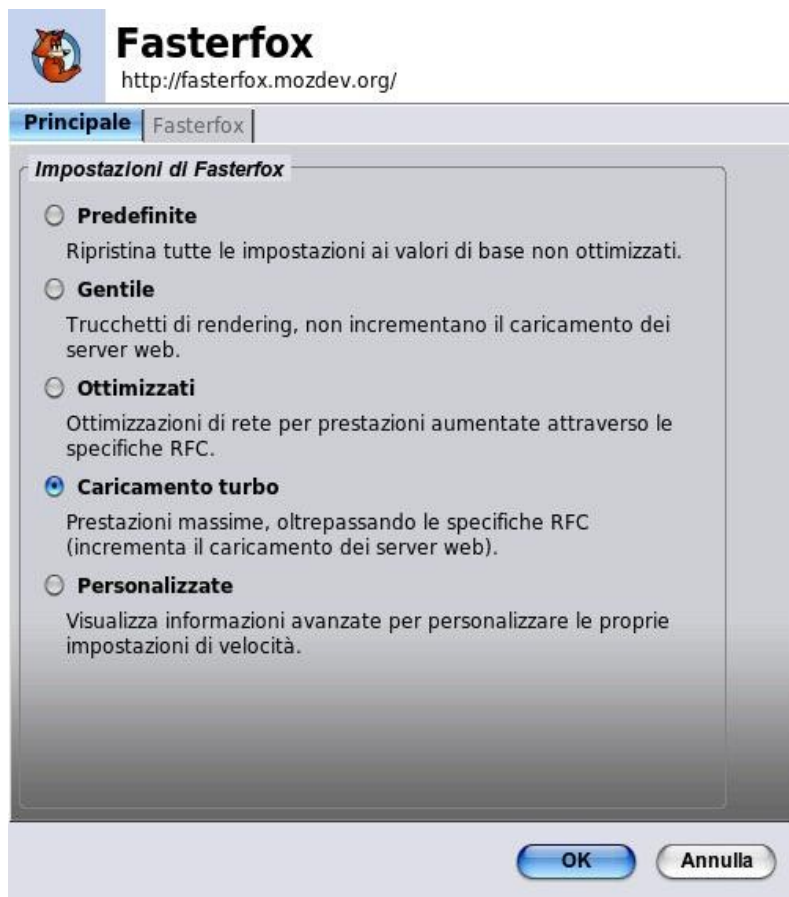 Fasterfox
http://fasterfox.mozdev.org/
Principale
Fasterfox
Impostazioni di Fasterfox
Predefinite
Ripristina tutte le impostazioni ai valori di base non ottimizzati.
Gentile
Trucchetti di rendering, non incrementano il caricamento dei
server web.
Ottimizzati
Ottimizzazioni di rete per prestazioni aumentate attraverso le
specifiche RFC.
Caricamento turbo
Prestazioni massime, oltrepassando le specifiche RFC
(incrementa il caricamento dei server web).
Personalizzate
Visualizza informazioni avanzate per personalizzare le proprie
impostazioni di velocità.
OK
Annulla